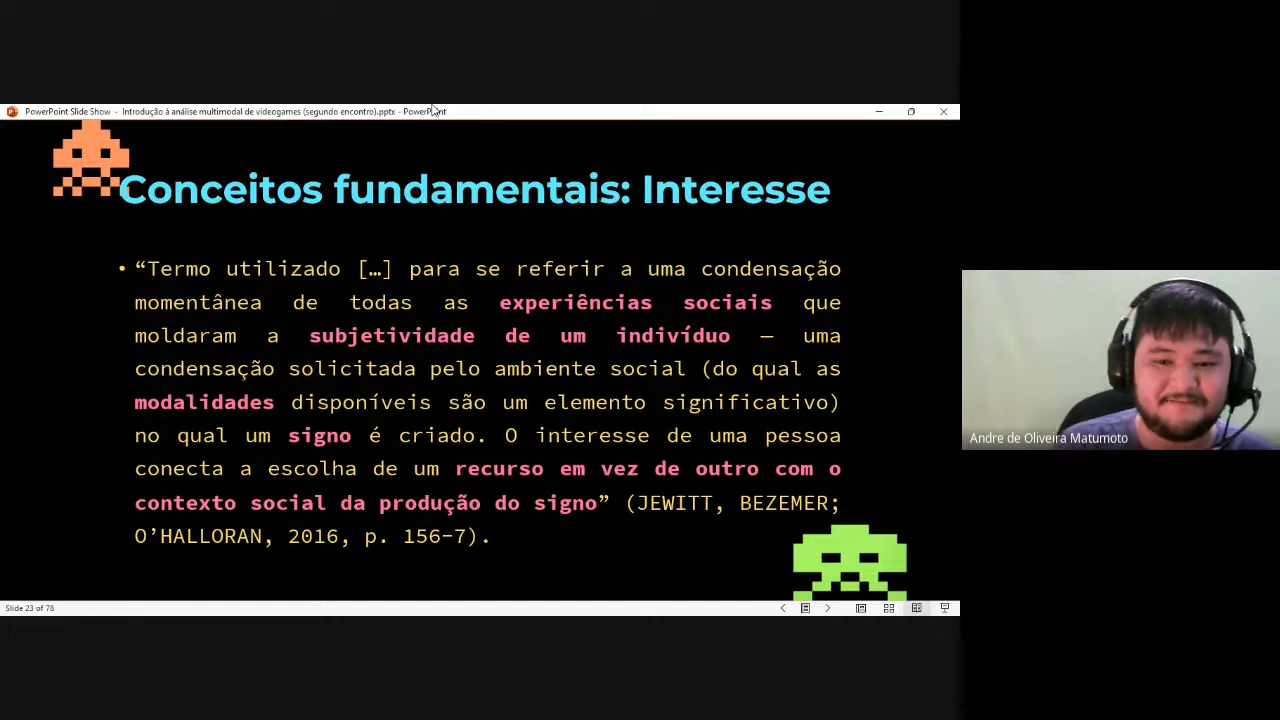 PowerPoint Slide Show - Introdução à análise multimodal de videogames (segundo encontro).pptx - PowerPoint
Conceitos fundamentais: Interesse
• “Termo utilizado […] para se referir a uma condensação
momentânea de todas as experiências sociais que
moldaram a subjetividade de um indivíduo – uma
condensação solicitada pelo ambiente social (do qual as
modalidades disponíveis são um elemento significativo)
no qual um signo é criado. O interesse de uma pessoa
conecta a escolha de um recurso em vez de outro com o
contexto social da produção do signo” (JEWITT, BEZEMER;
O’HALLORAN, 2016, p. 156-7).
Andre de Oliveira Matumoto
Slide 23 of 78